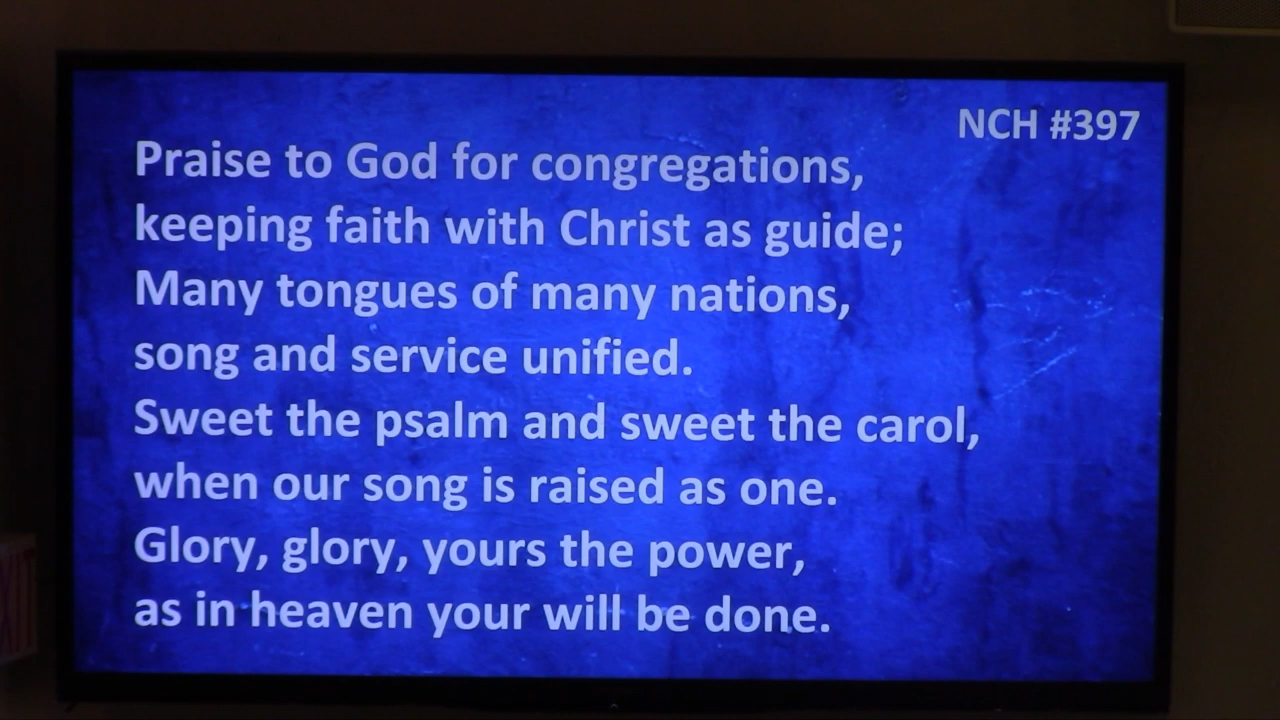 NCH #397
Praise to God for congregations,
keeping faith with Christ as guide;
Many tongues of many nations,
song and service unified.
Sweet the psalm and sweet the carol,
when our song is raised as one.
Glory, glory, yours the power,
as in heaven your will be done.